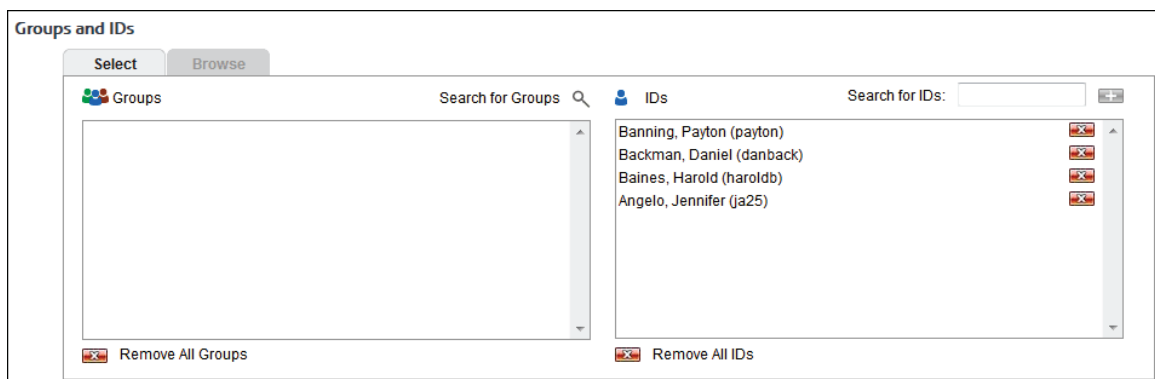 Groups and IDs
Select Browse
Groups Search for Groups IDs Search for IDs:
Banning, Payton (payton)
Backman, Daniel (danback)
Baines, Harold (haroldb)
Angelo, Jennifer (ja25)
Remove All Groups Remove All IDs